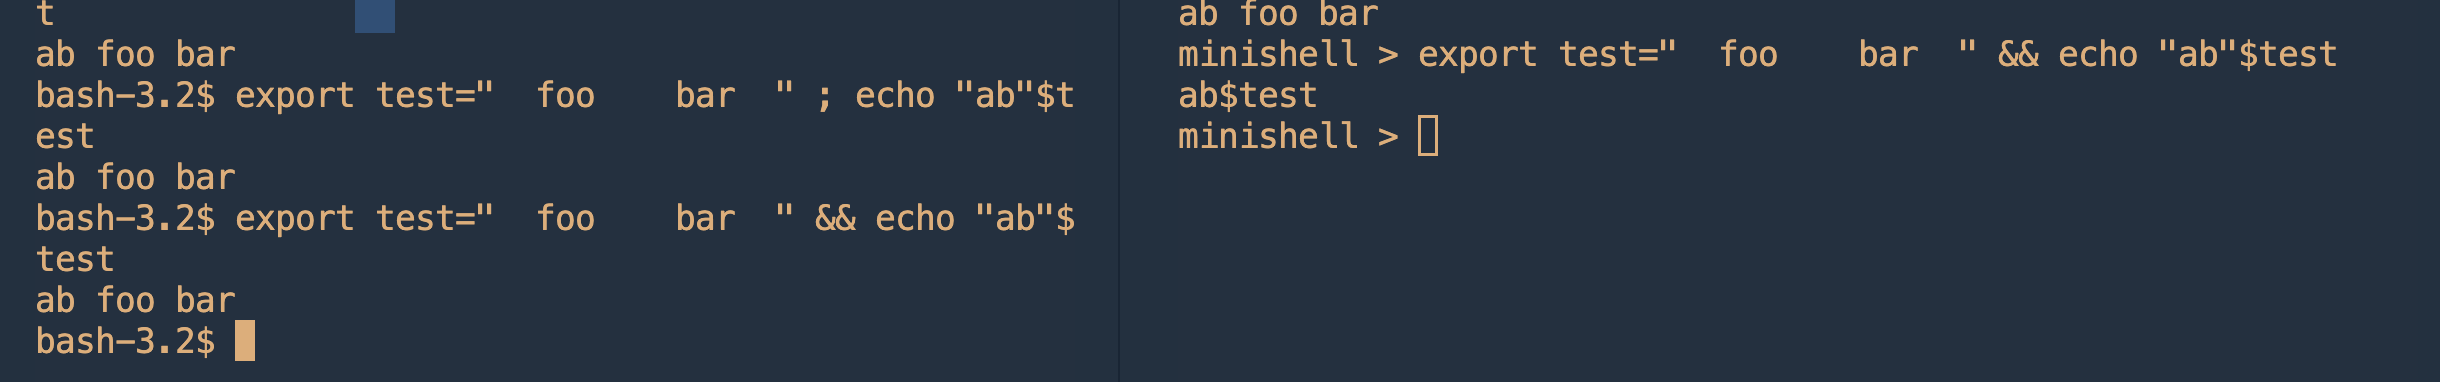 t
ab foo bar
bash-3.2$ export test="  foo    bar  " ; echo "ab"$t
est
ab foo bar
bash-3.2$ export test="  foo    bar  " && echo "ab"$
test
ab foo bar
bash-3.2$
ab foo bar
minishell > export test="  foo    bar  " && echo "ab"$test
ab$test
minishell >